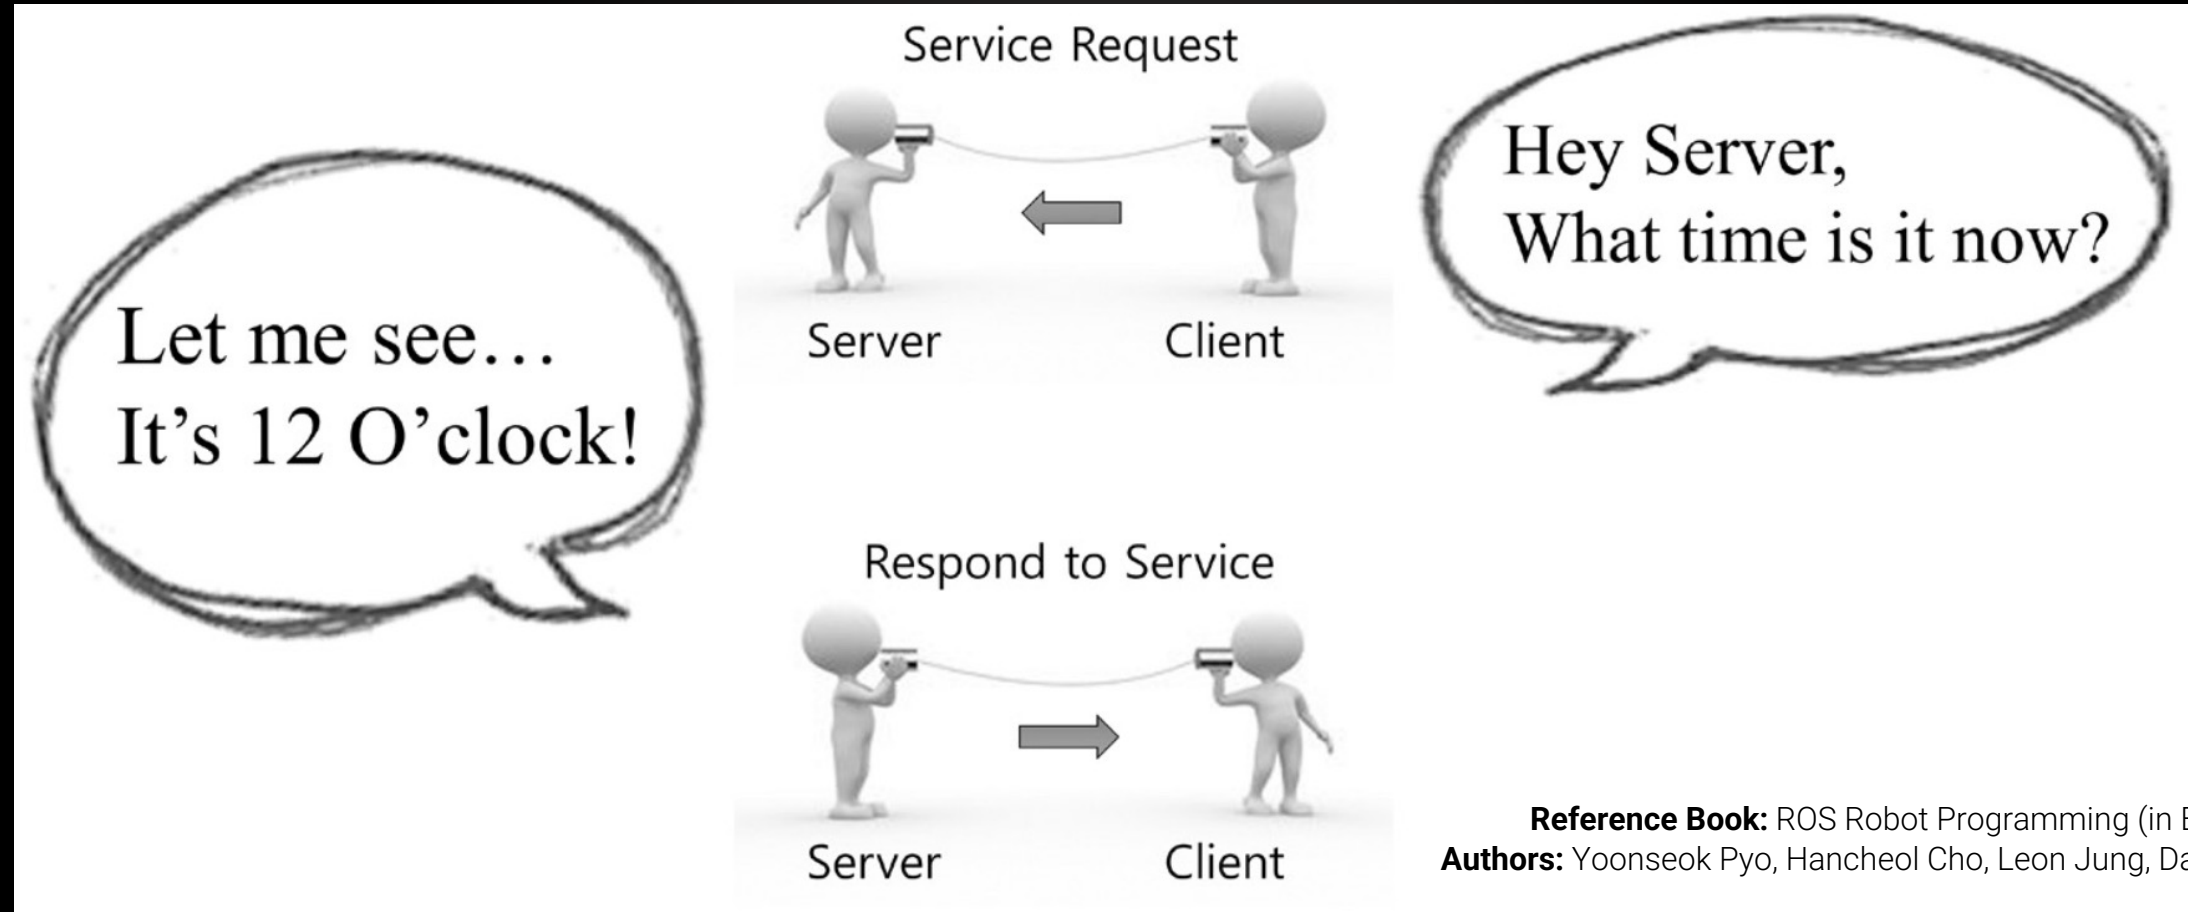 Service Request
Hey Server,
What time is it now?
Server Client
Let me see...
It's 12 O'clock!
Respond to Service
Server Client
Reference Book: ROS Robot Programming (in
Authors: Yoonseok Pyo, Hancheol Cho, Leon Jung,